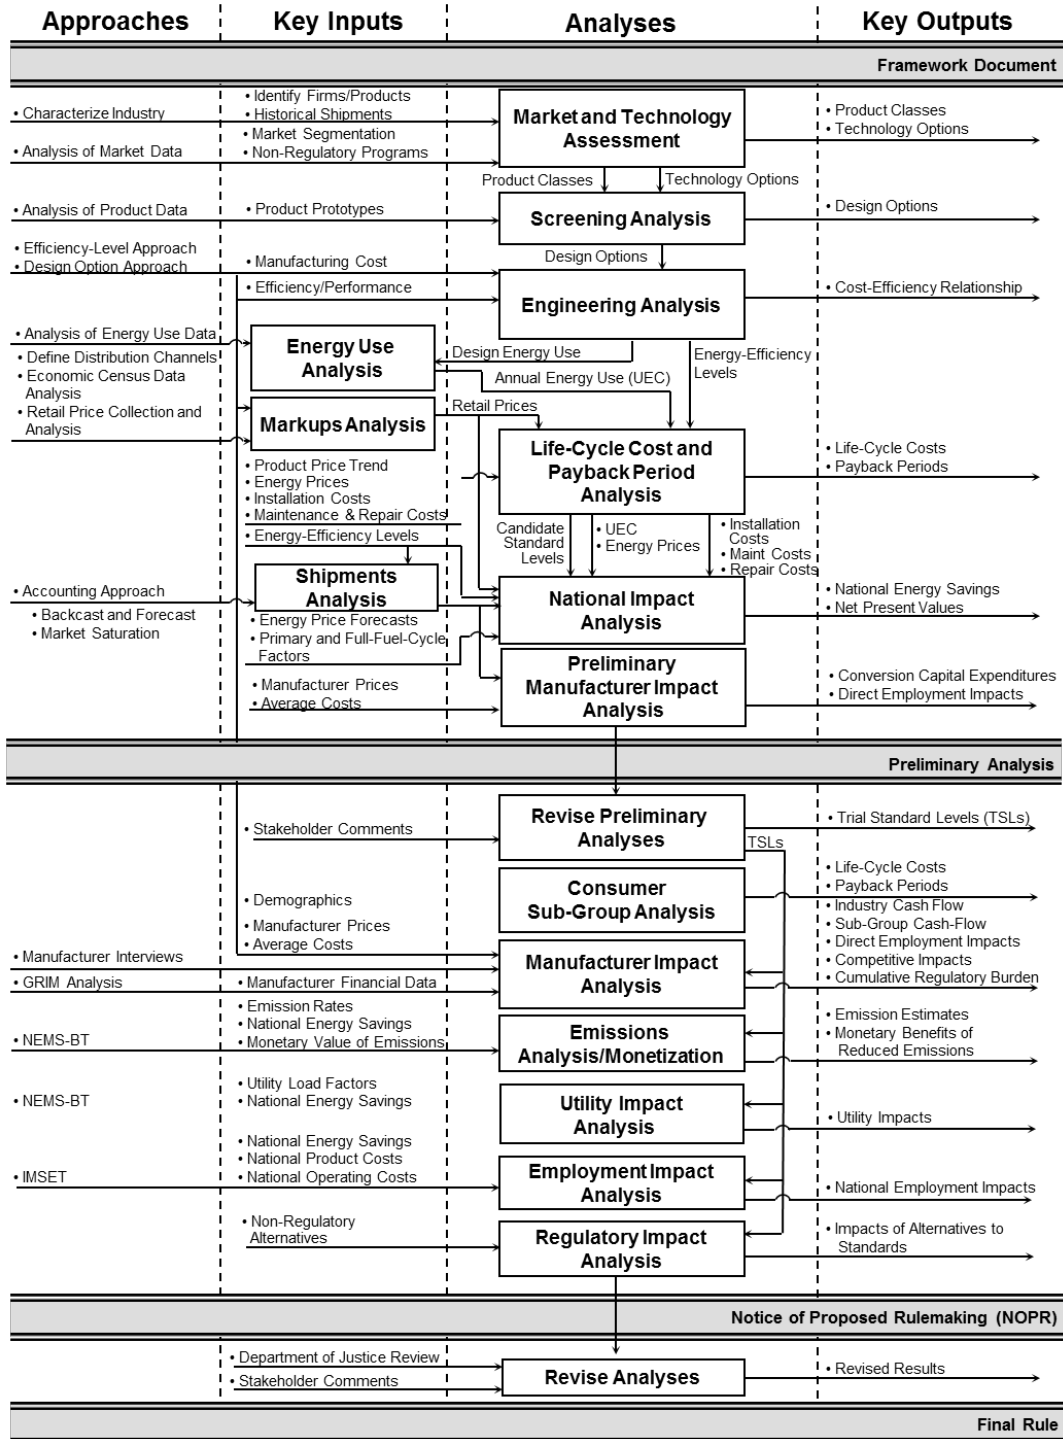 Approaches
Key Inputs
Analyses
Key Outputs
Framework Document
• Characterize Industry
• Analysis of Market Data
• Identify Firms/Products
• Historical Shipments
• Market Segmentation
• Non-Regulatory Programs
Market and Technology
Assessment
• Product Classes
• Technology Options
Product Classes
Technology Options
• Analysis of Product Data
• Product Prototypes
Screening Analysis
• Design Options
Design Options
• Efficiency-Level Approach
• Design Option Approach
• Manufacturing Cost
• Efficiency/Performance
Engineering Analysis
• Cost-Efficiency Relationship
• Analysis of Energy Use Data
Energy Use
Analysis
Design Energy Use
Energy-Efficiency
Levels
Annual Energy Use (UEC)
• Define Distribution Channels
• Economic Census Data
Analysis
• Retail Price Collection and
Analysis
Markups Analysis
Retail Prices
• Product Price Trend
• Energy Prices
• Installation Costs
• Maintenance & Repair Costs
Life-Cycle Cost and
Payback Period
Analysis
• Life-Cycle Costs
• Payback Periods
• Energy-Efficiency Levels
Candidate
Standard
Levels
• UEC
• Energy Prices
• Installation
Costs
• Maint Costs
• Repair Costs
• Accounting Approach
• Backcast and Forecast
• Market Saturation
Shipments
Analysis
• Energy Price Forecasts
• Primary and Full-Fuel-Cycle
Factors
National Impact
Analysis
• National Energy Savings
• Net Present Values
• Manufacturer Prices
• Average Costs
Preliminary
Manufacturer Impact
Analysis
• Conversion Capital Expenditures
• Direct Employment Impacts
Preliminary Analysis
• Stakeholder Comments
Revise Preliminary
Analyses
• Trial Standard Levels (TSLs)
TSLs
• Demographics
Consumer
Sub-Group Analysis
• Life-Cycle Costs
• Payback Periods
• Industry Cash Flow
• Sub-Group Cash-Flow
• Direct Employment Impacts
• Competitive Impacts
• Cumulative Regulatory Burden
• Manufacturer Prices
• Average Costs
• Manufacturer Interviews
• GRIM Analysis
• Manufacturer Financial Data
Manufacturer Impact
Analysis
• Emission Rates
• National Energy Savings
• Monetary Value of Emissions
• NEMS-BT
Emissions
Analysis/Monetization
• Emission Estimates
• Monetary Benefits of
Reduced Emissions
• NEMS-BT
• Utility Load Factors
• National Energy Savings
Utility Impact
Analysis
• Utility Impacts
• IMSET
• National Energy Savings
• National Product Costs
• National Operating Costs
Employment Impact
Analysis
• National Employment Impacts
• Non-Regulatory
Alternatives
Regulatory Impact
Analysis
• Impacts of Alternatives to
Standards
Notice of Proposed Rulemaking (NOPR)
• Department of Justice Review
• Stakeholder Comments
Revise Analyses
• Revised Results
Final Rule